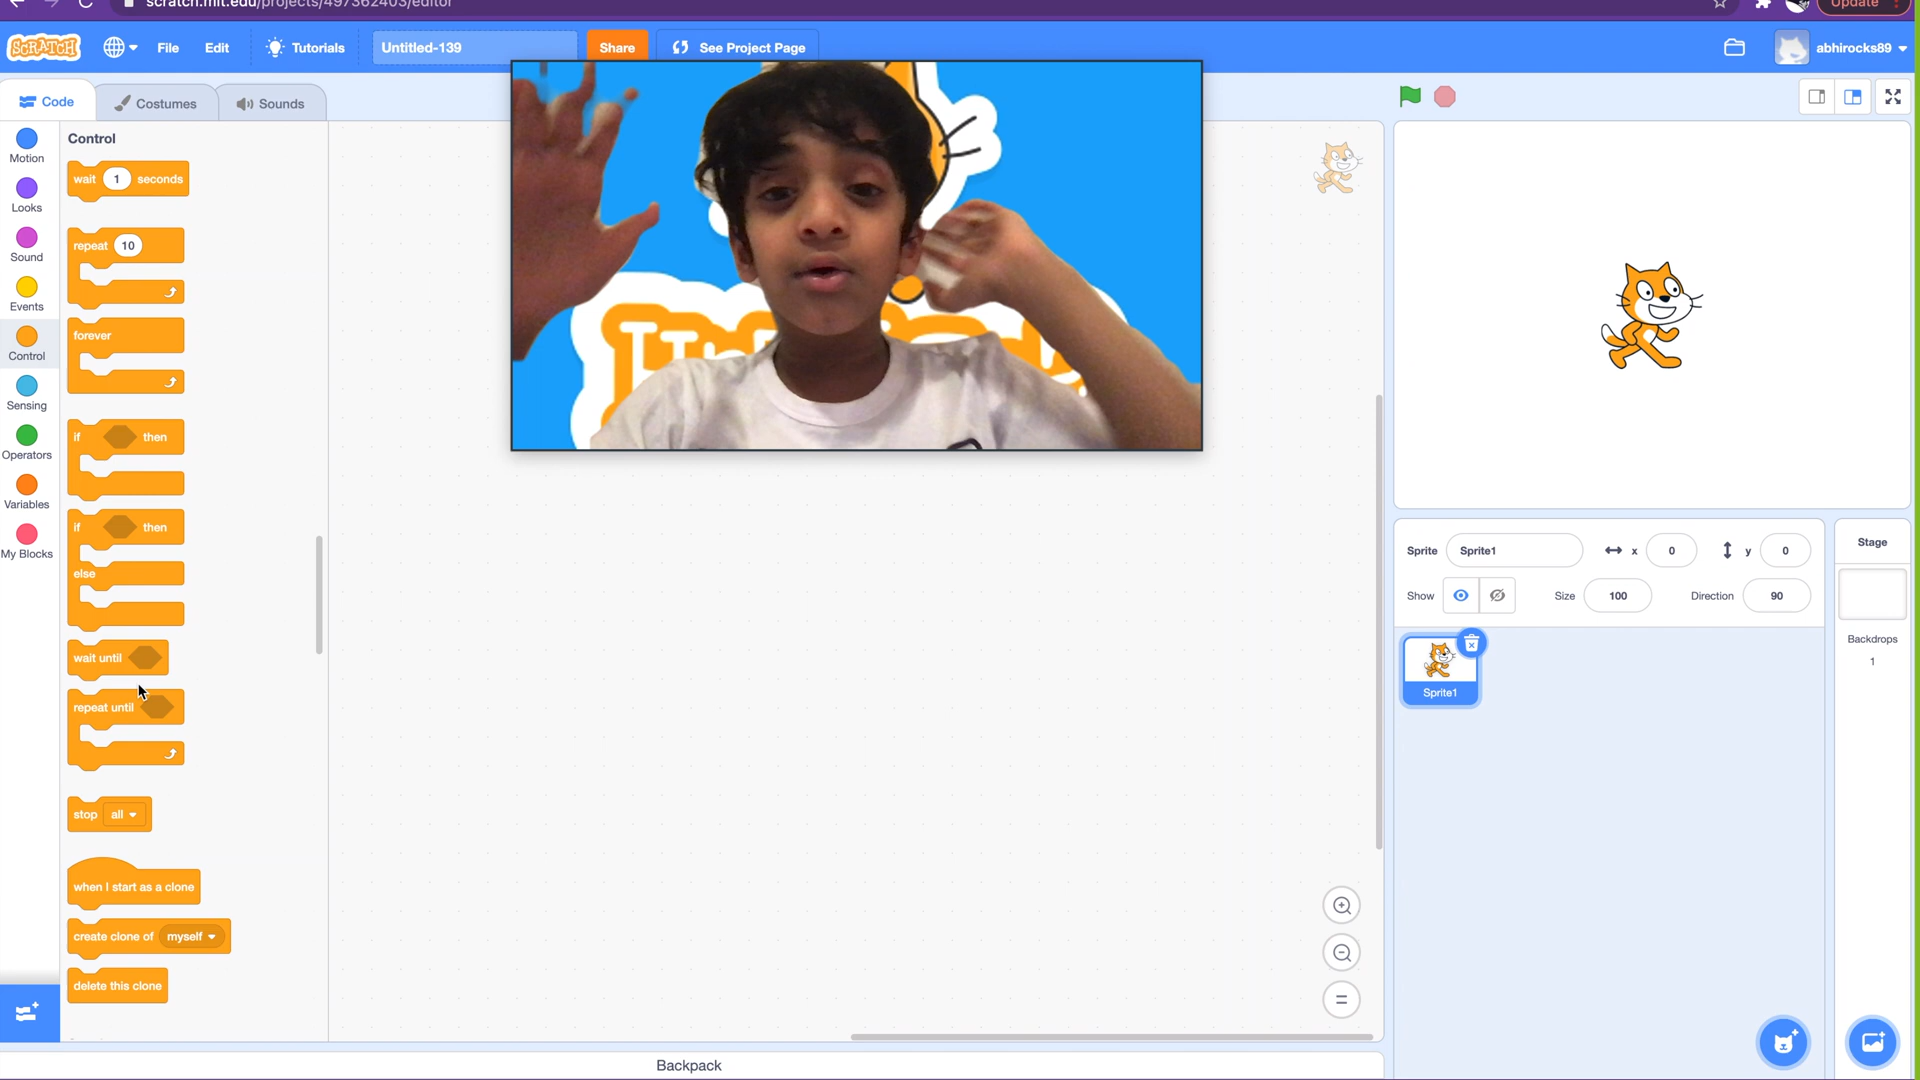 scratch.mit.edu/projects/497362403/editor
Update
SCRATCH
File
Edit
Tutorials
Untitled-139
Share
See Project Page
abhirocks89
Code
Costumes
Sounds
Motion
Looks
Sound
Events
Control
Sensing
Operators
Variables
My Blocks
Control
wait 1 seconds
repeat 10
forever
if then
if then
else
wait until
repeat until
stop all
when I start as a clone
create clone of myself
delete this clone
Sprite
Sprite1
x
0
y
0
Show
Size
100
Direction
90
Sprite1
Stage
Backdrops
1
Backpack